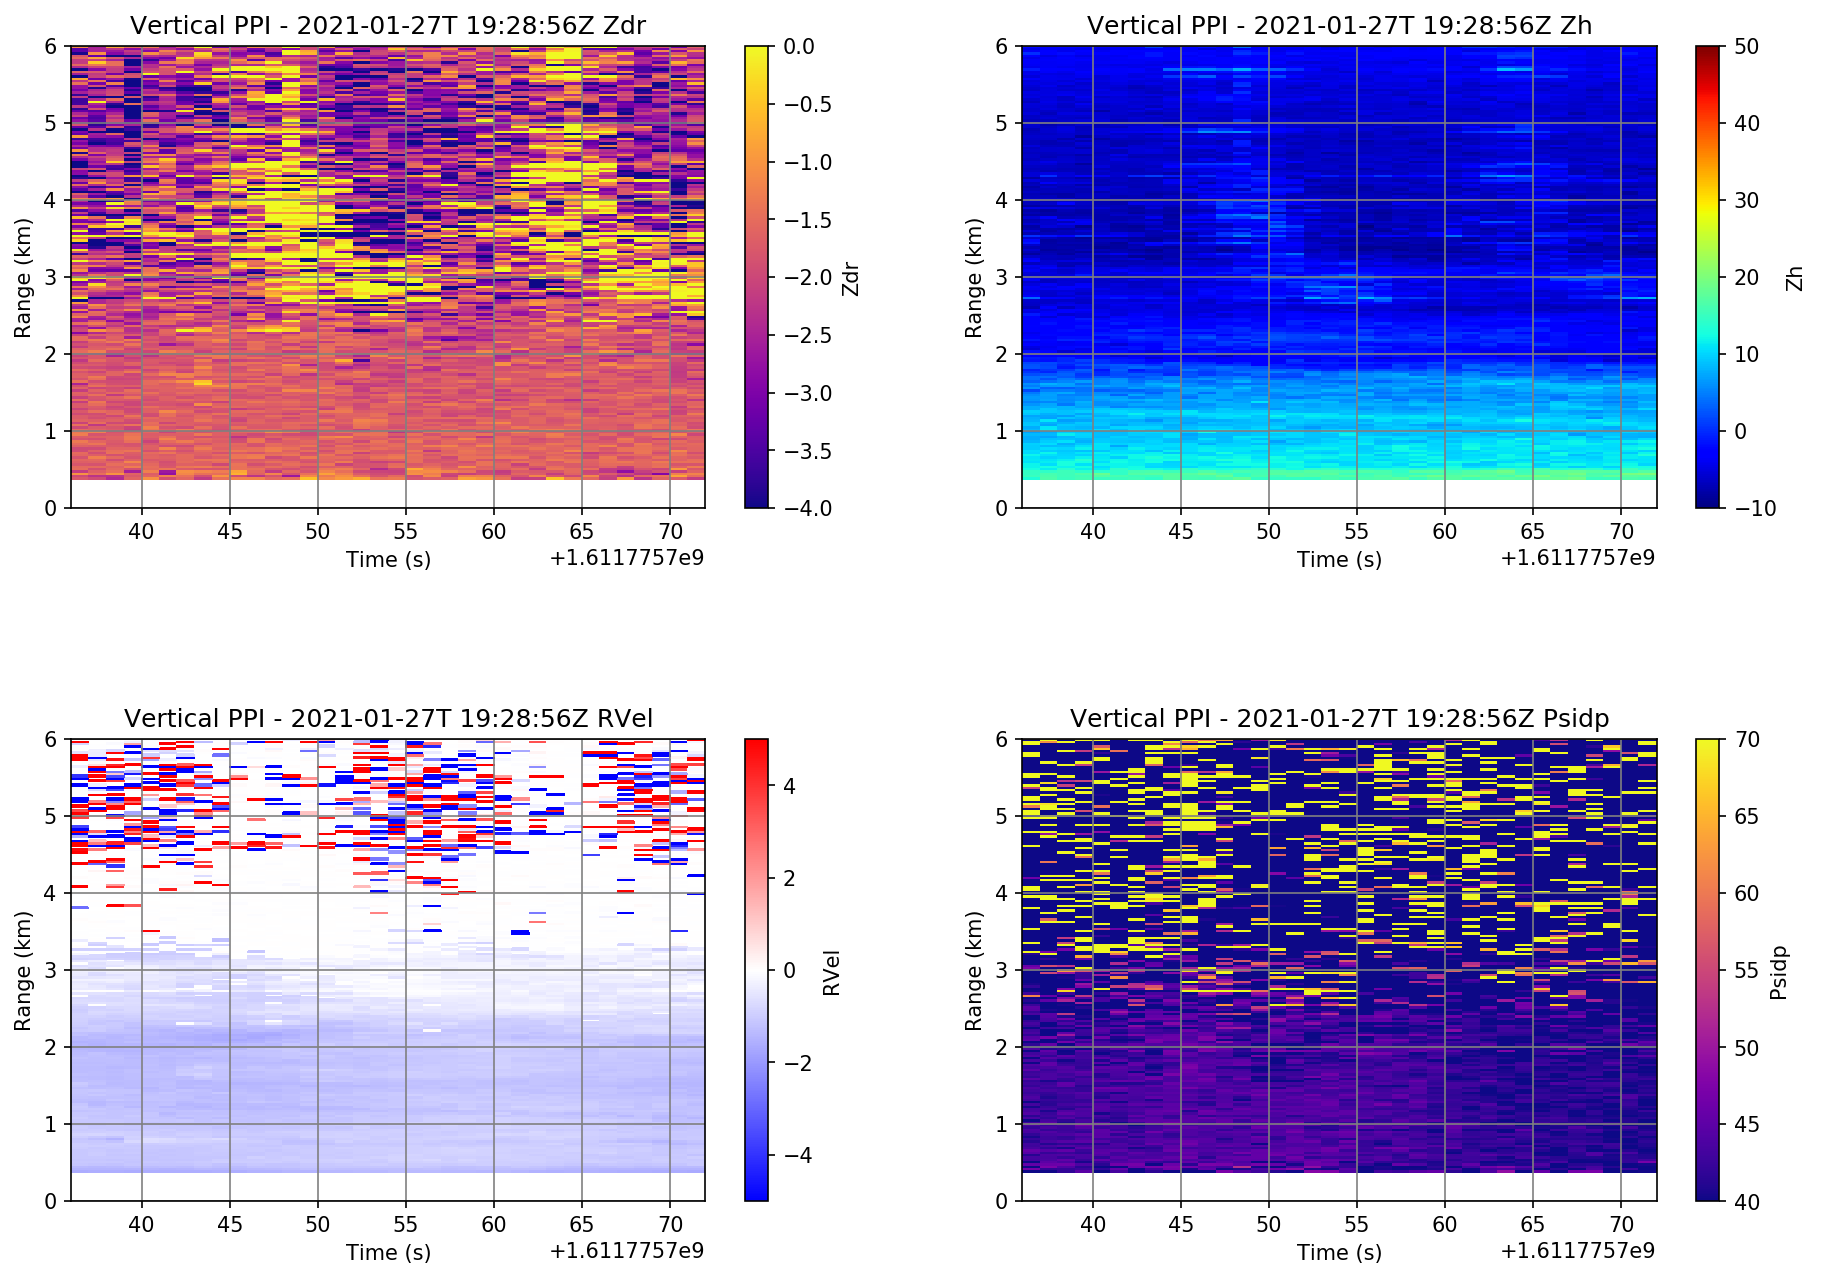 Vertical PPI - 2021-01-27T 19:28:56Z Zdr
6
5
4
3
2
1
0
Range (km)
40 45 50 55 60 65 70
Time (s)
+1.6117757e9
0.0
−0.5
−1.0
−1.5
−2.0
−2.5
−3.0
−3.5
−4.0
Zdr
Vertical PPI - 2021-01-27T 19:28:56Z Zh
6
5
4
3
2
1
0
Range (km)
40 45 50 55 60 65 70
Time (s)
+1.6117757e9
50
40
30
20
10
0
−10
Zh
Vertical PPI - 2021-01-27T 19:28:56Z RVel
6
5
4
3
2
1
0
Range (km)
40 45 50 55 60 65 70
Time (s)
+1.6117757e9
4
2
0
−2
−4
RVel
Vertical PPI - 2021-01-27T 19:28:56Z Psidp
6
5
4
3
2
1
0
Range (km)
40 45 50 55 60 65 70
Time (s)
+1.6117757e9
70
65
60
55
50
45
40
Psidp